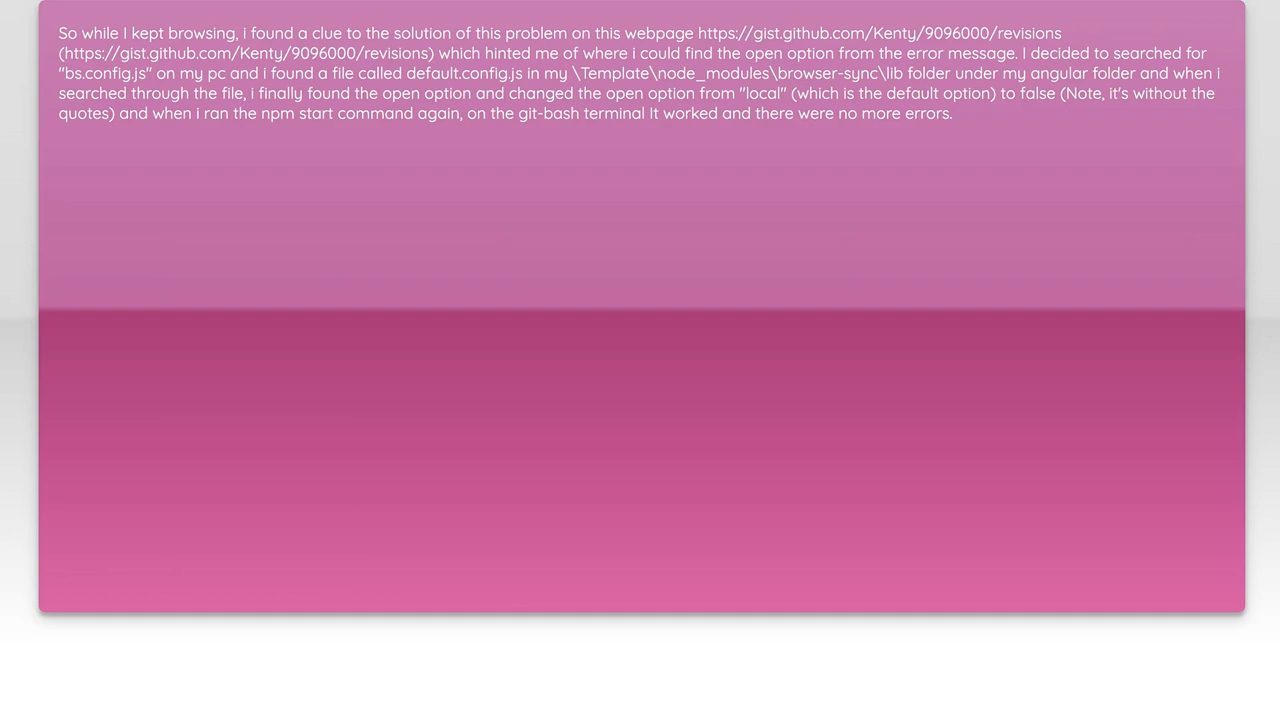 So while I kept browsing, i found a clue to the solution of this problem on this webpage https://gist.github.com/Kenty/9096000/revisions
(https://gist.github.com/Kenty/9096000/revisions) which hinted me of where i could find the open option from the error message. I decided to searched for
"bs.config.js" on my pc and i found a file called default.config.js in my \Template\node_modules\browser-sync\lib folder under my angular folder and when i
searched through the file, i finally found the open option and changed the open option from "local" (which is the default option) to false (Note, it's without the
quotes) and when i ran the npm start command again, on the git-bash terminal It worked and there were no more errors.